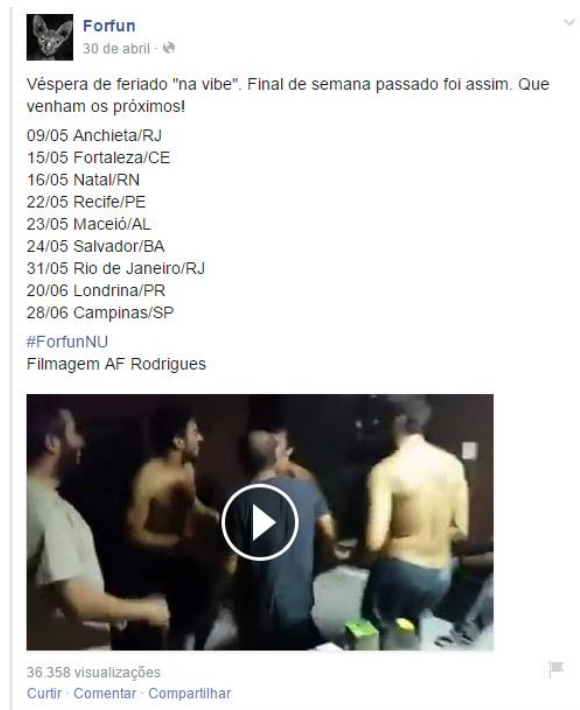 Forfun
30 de abril ·
Véspera de feriado "na vibe". Final de semana passado foi assim. Que
venham os próximos!
09/05 Anchieta/RJ
15/05 Fortaleza/CE
16/05 Natal/RN
22/05 Recife/PE
23/05 Maceió/AL
24/05 Salvador/BA
31/05 Rio de Janeiro/RJ
20/06 Londrina/PR
28/06 Campinas/SP
#ForfunNU
Filmagem AF Rodrigues
36.358 visualizações
Curtir · Comentar · Compartilhar